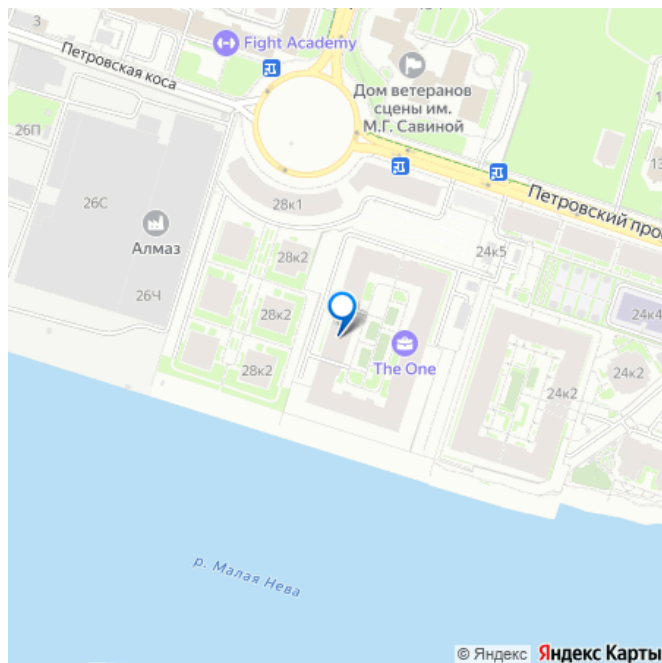 3
Fight Academy
Петровская коса
Дом ветеранов
сцены им.
М.Г. Савиной
26П
26С
28к1
Петровский про
Алмаз
28к2
24к5
26Ч
28к2
24к4
The One
28к2
24к2
24к2
р. Малая Нева
© Яндекс Яндекс Карты